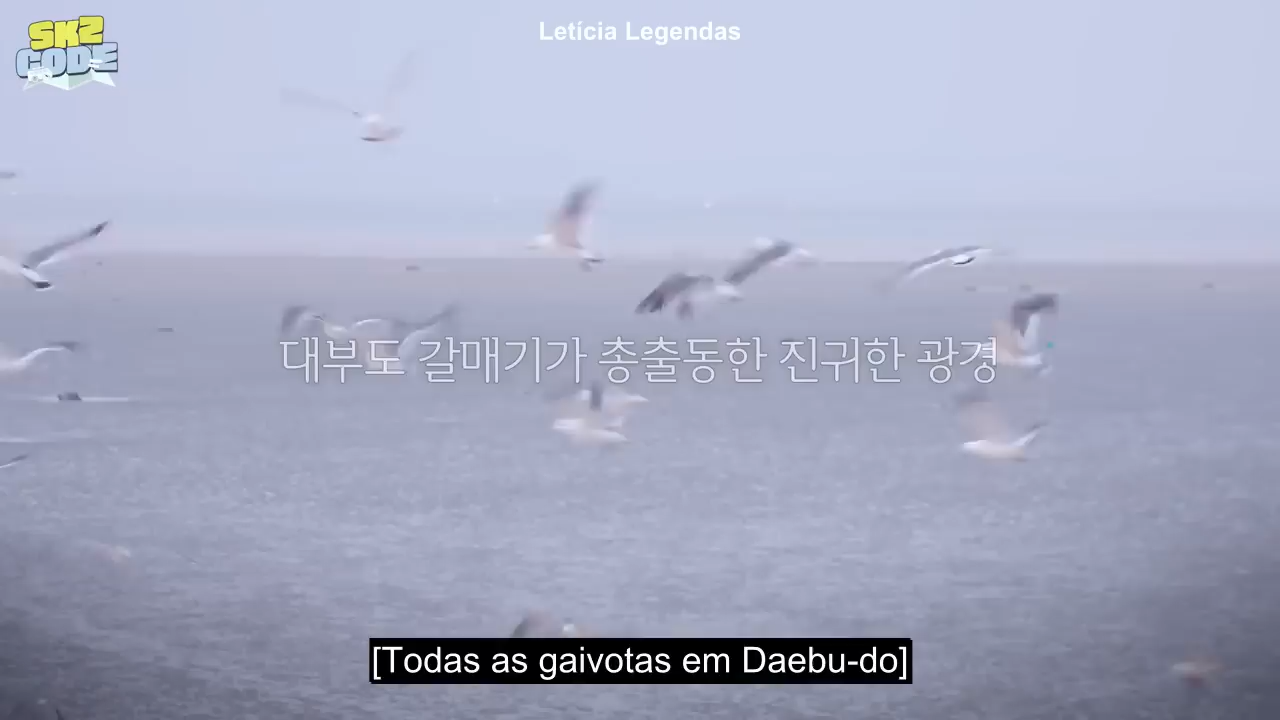 SKZ
CODE
Letícia Legendas
대부도 갈매기가 총출동한 진귀한 광경
[Todas as gaivotas em Daebu-do]